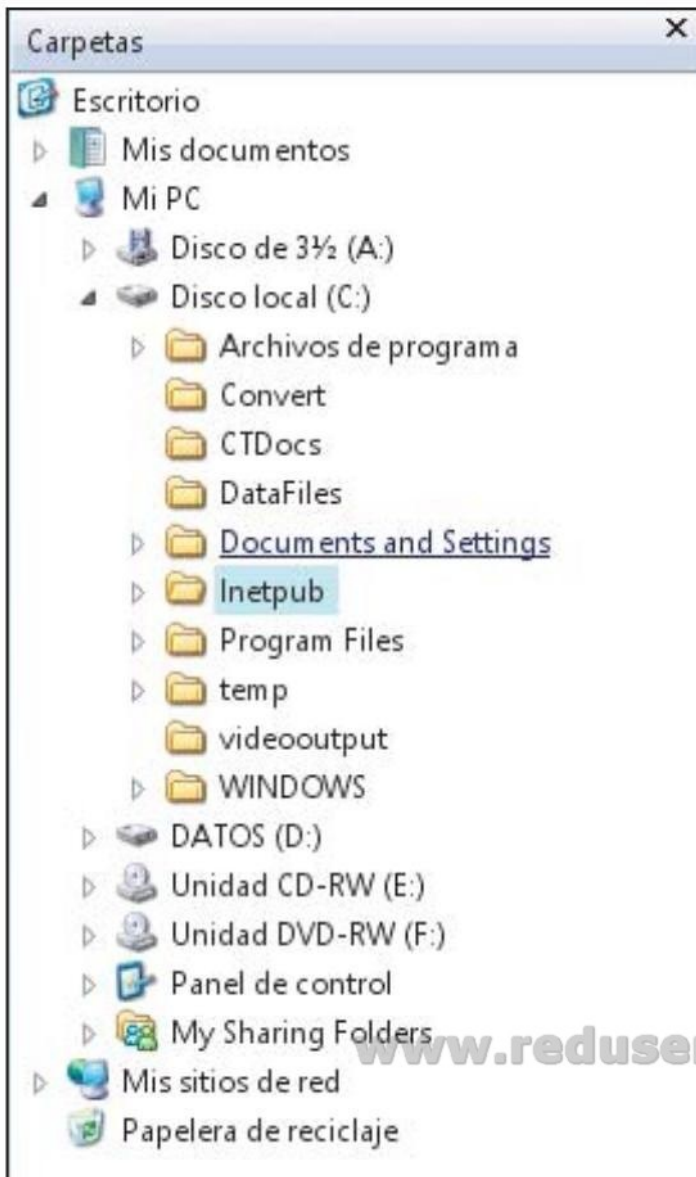 Carpetas
Escritorio
Mis documentos
Mi PC
Disco de 3½ (A:)
Disco local (C:)
Archivos de programa
Convert
CTDocs
DataFiles
Documents and Settings
Inetpub
Program Files
temp
videooutput
WINDOWS
DATOS (D:)
Unidad CD-RW (E:)
Unidad DVD-RW (F:)
Panel de control
My Sharing Folders
www.reduser
Mis sitios de red
Papelera de reciclaje